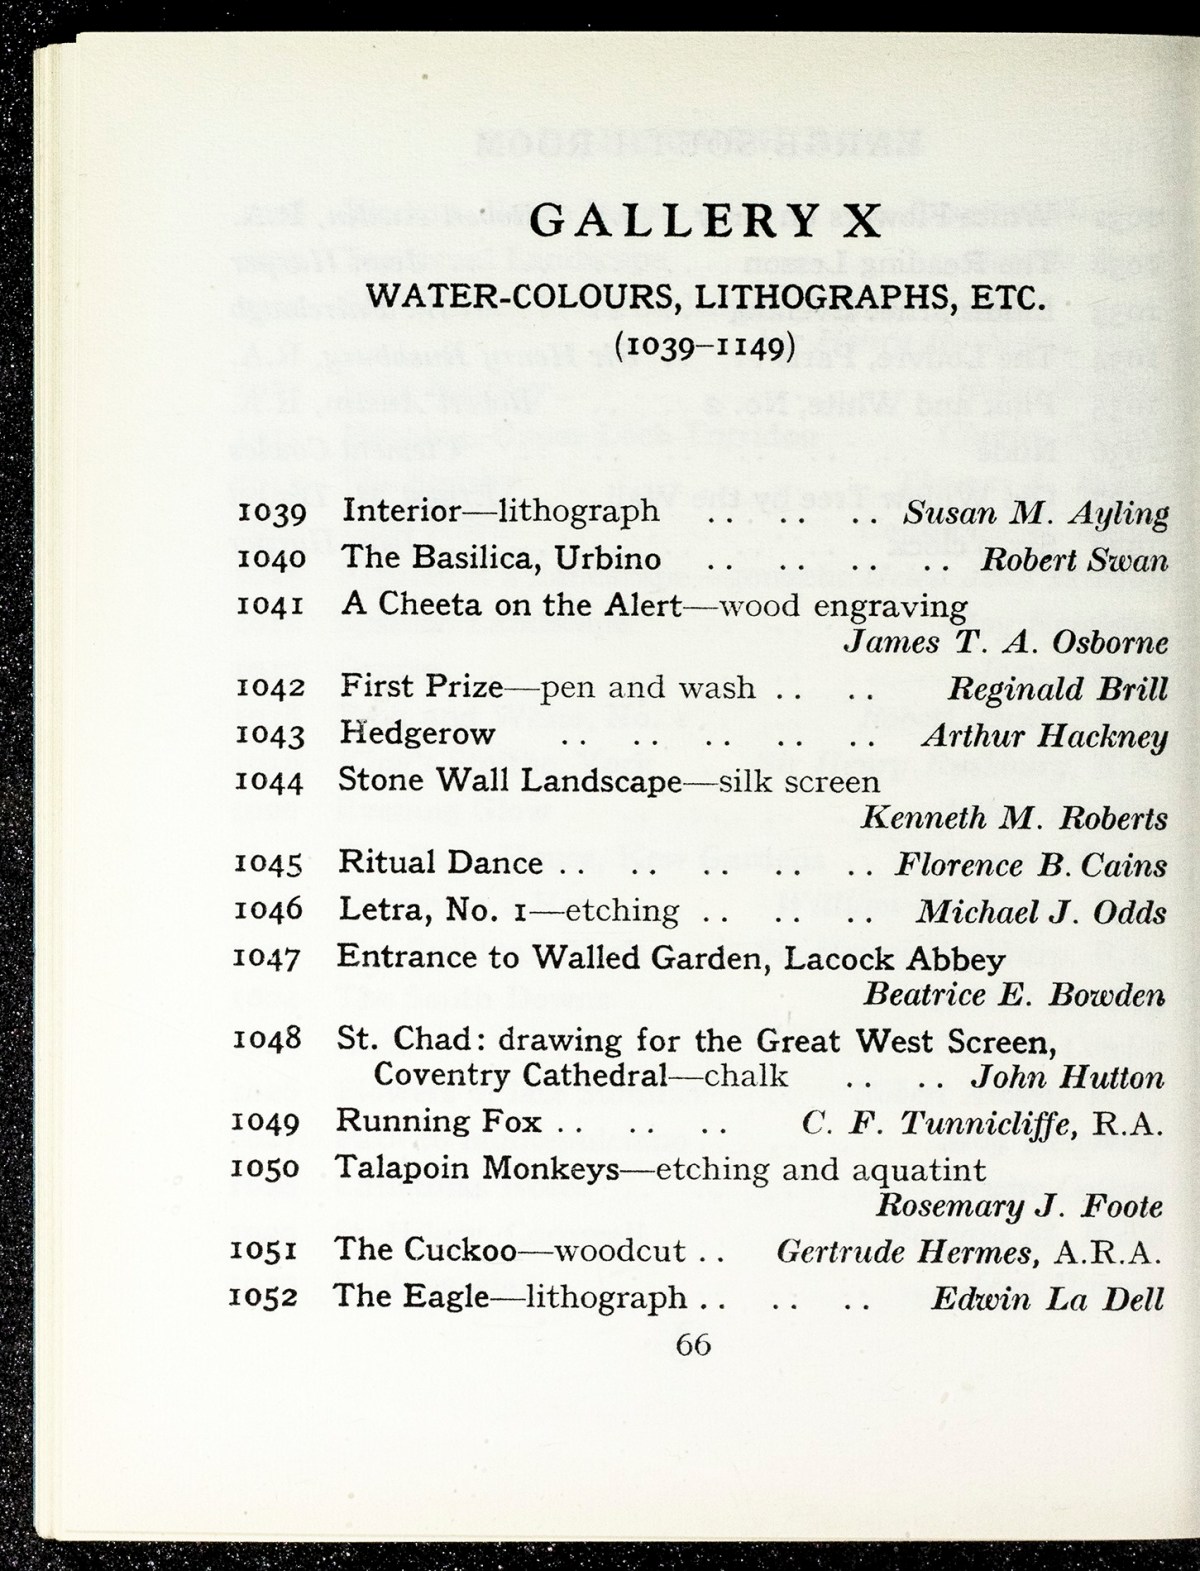 GALLERY X
WATER-COLOURS, LITHOGRAPHS, ETC.
(1039–1149)
1039 Interior—lithograph .. .. .. Susan M. Ayling
1040 The Basilica, Urbino .. .. .. .. Robert Swan
1041 A Cheeta on the Alert—wood engraving
James T. A. Osborne
1042 First Prize—pen and wash .. .. Reginald Brill
1043 Hedgerow .. .. .. .. .. Arthur Hackney
1044 Stone Wall Landscape—silk screen
Kenneth M. Roberts
1045 Ritual Dance .. .. .. .. .. Florence B. Cains
1046 Letra, No. 1—etching .. .. .. Michael J. Odds
1047 Entrance to Walled Garden, Lacock Abbey
Beatrice E. Bowden
1048 St. Chad: drawing for the Great West Screen,
Coventry Cathedral—chalk .. .. John Hutton
1049 Running Fox .. .. .. C. F. Tunnicliffe, R.A.
1050 Talapoin Monkeys—etching and aquatint
Rosemary J. Foote
1051 The Cuckoo—woodcut .. Gertrude Hermes, A.R.A.
1052 The Eagle—lithograph .. .. .. Edwin La Dell
66